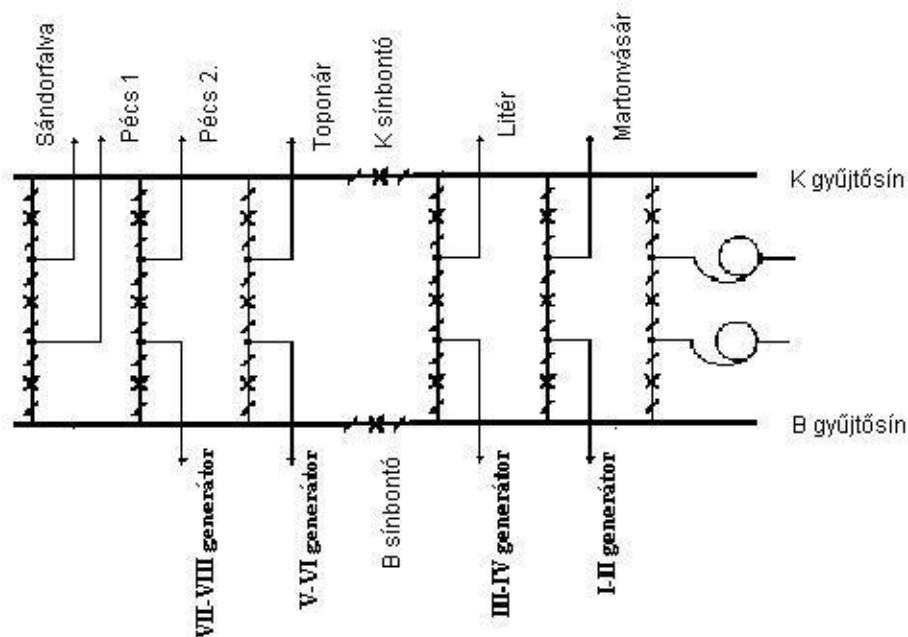 Sándorfalva
Pécs 1
Pécs 2.
Toponár
K sínbontó
Litér
Martonvásár
K gyűjtősín
B gyűjtősín
VII-VIII generátor
V-VI generátor
B sínbontó
III-IV generátor
I-II generátor